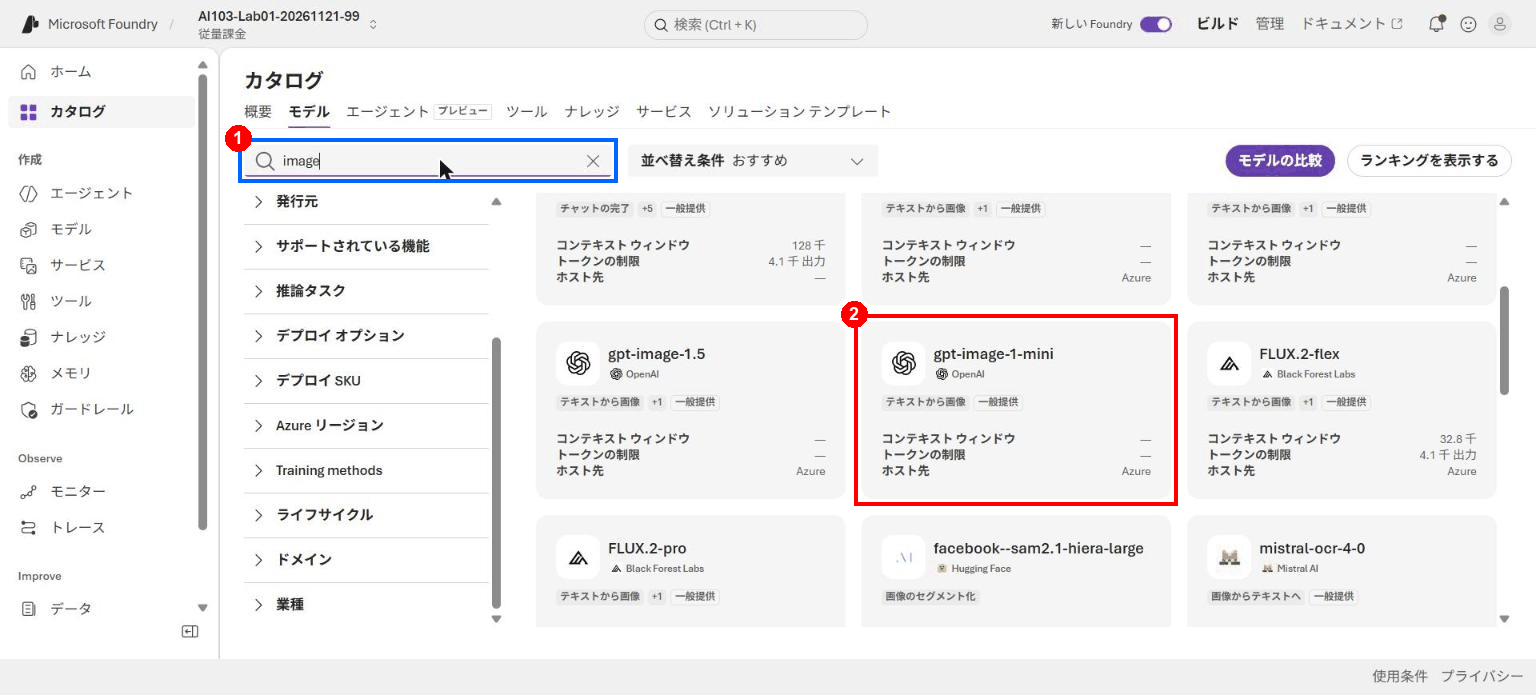 Microsoft Foundry / AI103-Lab01-20261121-99
従量課金
検索 (Ctrl + K)
新しい Foundry
ビルド
管理
ドキュメント
ホーム
カタログ
作成
エージェント
モデル
サービス
ツール
ナレッジ
メモリ
ガードレール
Observe
モニター
トレース
Improve
データ
カタログ
概要 モデル エージェント プレビュー ツール ナレッジ サービス ソリューション テンプレート
1
image
並べ替え条件 おすすめ
モデルの比較
ランキングを表示する
発行元
サポートされている機能
推論タスク
デプロイ オプション
デプロイ SKU
Azure リージョン
Training methods
ライフサイクル
ドメイン
業種
チャットの完了 +5 一般提供
コンテキスト ウィンドウ 128 千
トークンの制限 4.1 千 出力
ホスト先 —
テキストから画像 +1 一般提供
コンテキスト ウィンドウ —
トークンの制限 —
ホスト先 Azure
テキストから画像 +1 一般提供
コンテキスト ウィンドウ —
トークンの制限 —
ホスト先 Azure
gpt-image-1.5
OpenAI
テキストから画像 +1 一般提供
コンテキスト ウィンドウ —
トークンの制限 —
ホスト先 Azure
2
gpt-image-1-mini
OpenAI
テキストから画像 一般提供
コンテキスト ウィンドウ —
トークンの制限 —
ホスト先 Azure
FLUX.2-flex
Black Forest Labs
テキストから画像 +1 一般提供
コンテキスト ウィンドウ 32.8 千
トークンの制限 4.1 千 出力
ホスト先 Azure
FLUX.2-pro
Black Forest Labs
テキストから画像 +1 一般提供
facebook--sam2.1-hiera-large
Hugging Face
画像のセグメント化
mistral-ocr-4-0
Mistral AI
画像からテキストへ 一般提供
使用条件 プライバシー